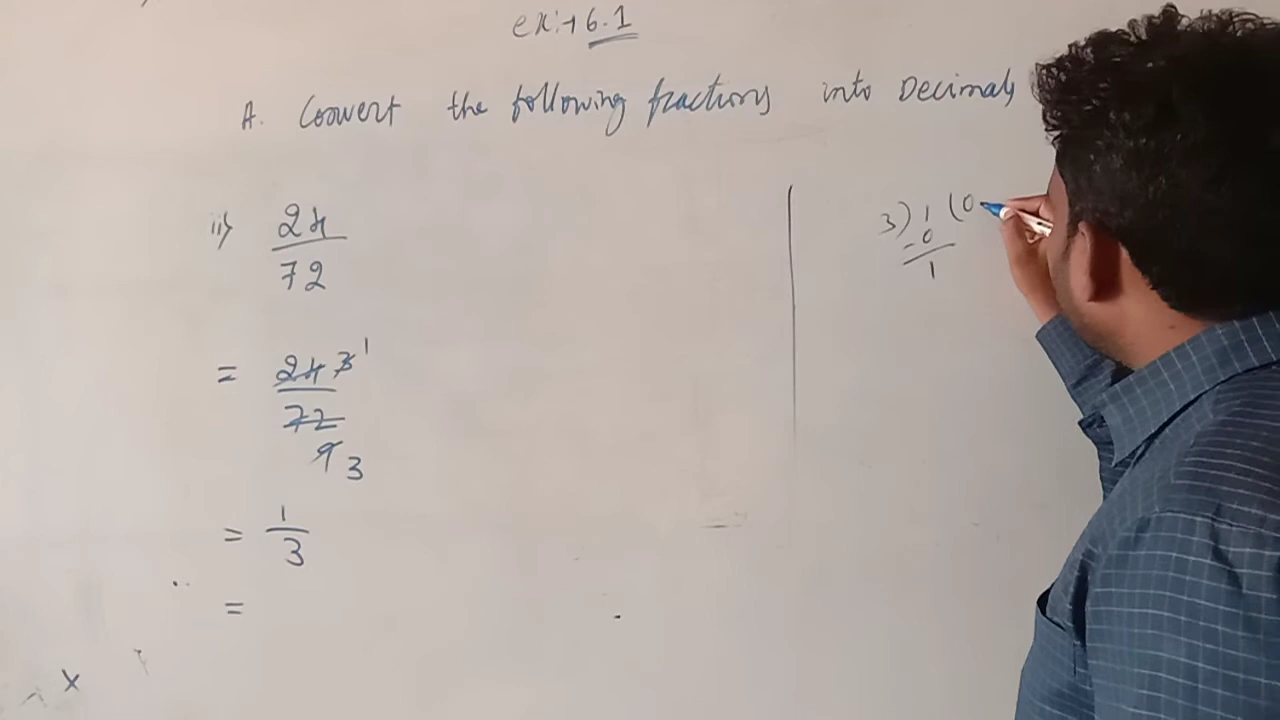 ex:→ 6.1
A. Convert the following fractions into Decimals
ii) 24
72
= 24 3 1
72
9 3
= 1
3
=
3) 1 (0.
- 0
1
x